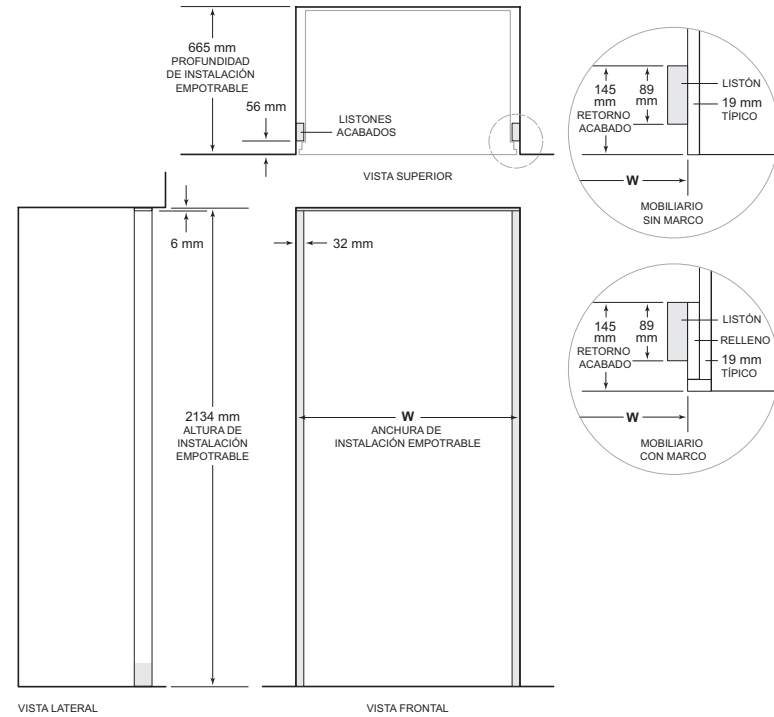 665 mm
PROFUNDIDAD
DE INSTALACIÓN
EMPOTRABLE
56 mm
LISTONES
ACABADOS
VISTA SUPERIOR
145
mm
RETORNO
ACABADO
89
mm
LISTÓN
19 mm
TÍPICO
W
MOBILIARIO
SIN MARCO
6 mm
32 mm
2134 mm
ALTURA DE
INSTALACIÓN
EMPOTRABLE
W
ANCHURA DE
INSTALACIÓN EMPOTRABLE
145
mm
RETORNO
ACABADO
89
mm
LISTÓN
RELLENO
19 mm
TÍPICO
W
MOBILIARIO
CON MARCO
VISTA LATERAL
VISTA FRONTAL